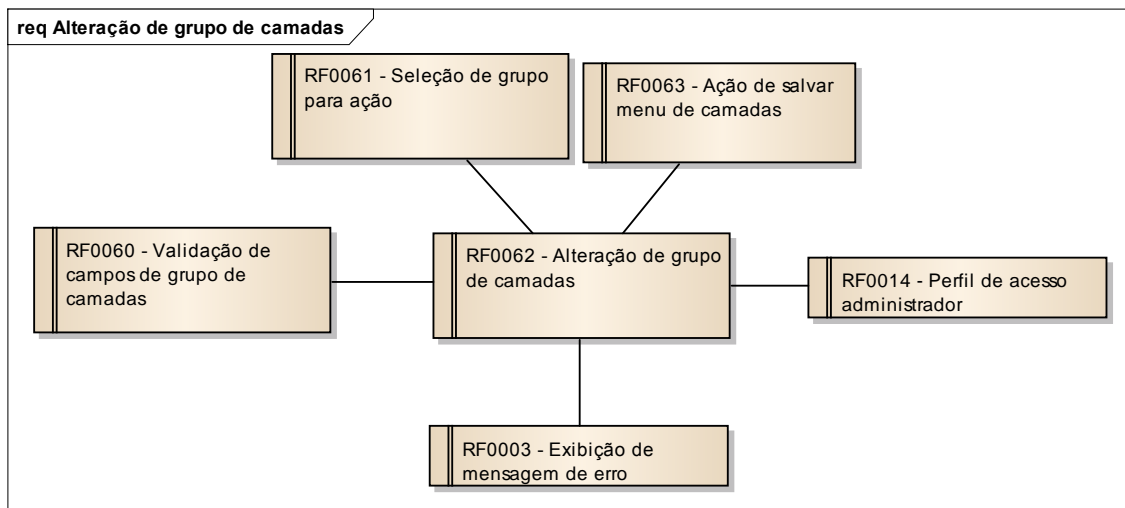 req Alteração de grupo de camadas
RF0061 - Seleção de grupo
para ação
RF0063 - Ação de salvar
menu de camadas
RF0060 - Validação de
campos de grupo de
camadas
RF0062 - Alteração de grupo
de camadas
RF0014 - Perfil de acesso
administrador
RF0003 - Exibição de
mensagem de erro